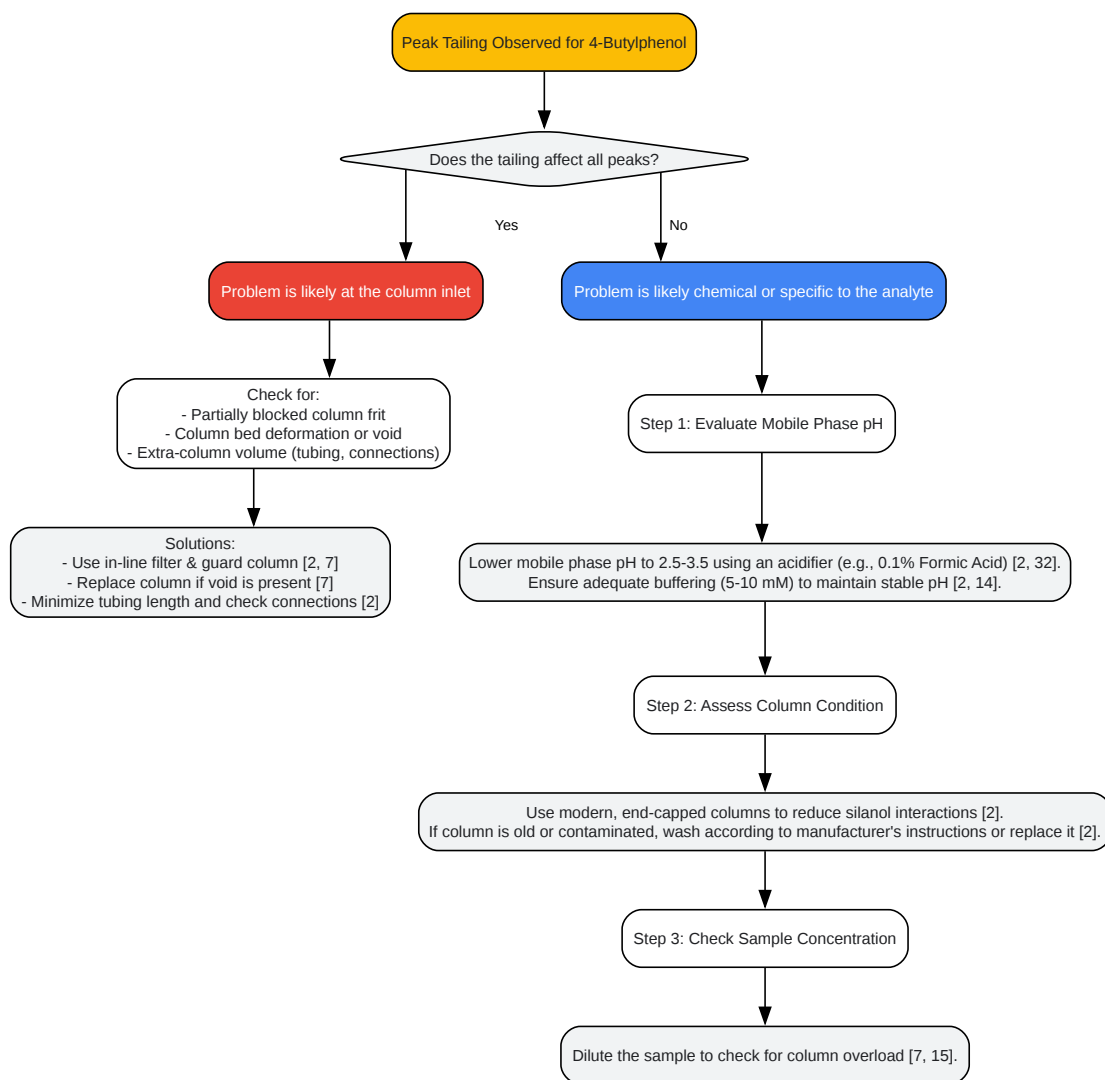 Peak Tailing Observed for 4-Butylphenol
Does the tailing affect all peaks?
Yes
No
Problem is likely at the column inlet
Problem is likely chemical or specific to the analyte
Check for:
- Partially blocked column frit
- Column bed deformation or void
- Extra-column volume (tubing, connections)
Step 1: Evaluate Mobile Phase pH
Solutions:
- Use in-line filter & guard column [2, 7]
- Replace column if void is present [7]
- Minimize tubing length and check connections [2]
Lower mobile phase pH to 2.5-3.5 using an acidifier (e.g., 0.1% Formic Acid) [2, 32].
Ensure adequate buffering (5-10 mM) to maintain stable pH [2, 14].
Step 2: Assess Column Condition
Use modern, end-capped columns to reduce silanol interactions [2].
If column is old or contaminated, wash according to manufacturer's instructions or replace it [2].
Step 3: Check Sample Concentration
Dilute the sample to check for column overload [7, 15].